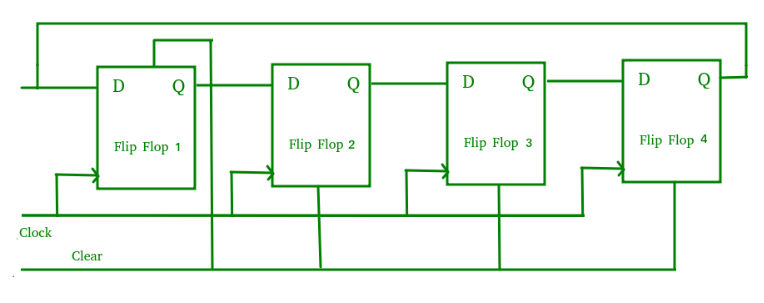 D Q D Q D Q D Q
Flip Flop 1 Flip Flop 2 Flip Flop 3 Flip Flop 4
Clock
Clear